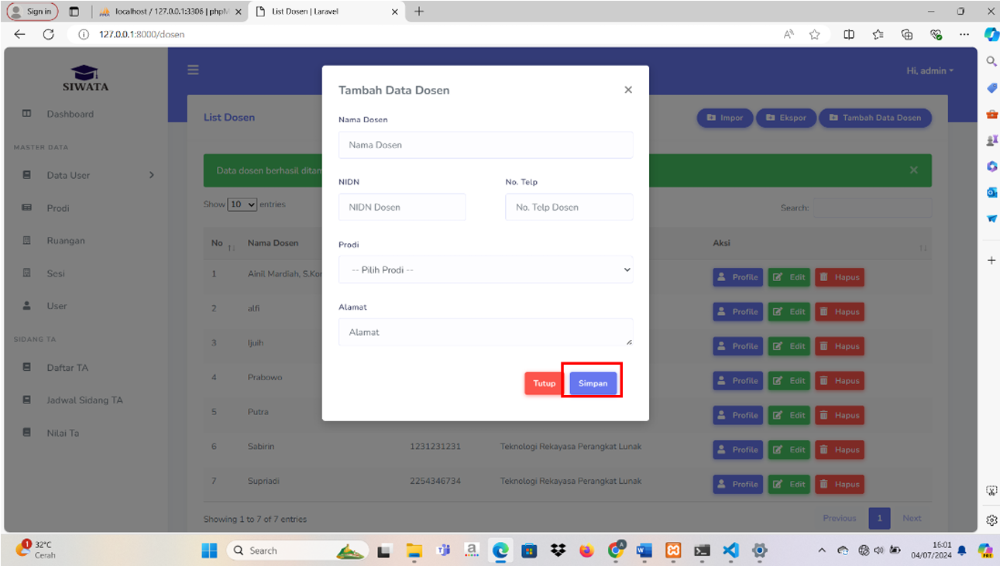 Sign in
localhost / 127.0.0.1:3306 | phpM
List Dosen | Laravel
127.0.0.1:8000/dosen
SIWATA
Hi, admin
Dashboard
MASTER DATA
Data User
Prodi
Ruangan
Sesi
User
SIDANG TA
Daftar TA
Jadwal Sidang TA
Nilai Ta
List Dosen
Impor
Ekspor
Tambah Data Dosen
Data dosen berhasil ditam
Show 10 entries
Search:
No Nama Dosen Aksi
1 Ainil Mardiah, S.Kor Profile Edit Hapus
2 alfi Profile Edit Hapus
3 Ijuih Profile Edit Hapus
4 Prabowo Profile Edit Hapus
5 Putra Profile Edit Hapus
6 Sabirin 1231231231 Teknologi Rekayasa Perangkat Lunak Profile Edit Hapus
7 Supriadi 2254346734 Teknologi Rekayasa Perangkat Lunak Profile Edit Hapus
Showing 1 to 7 of 7 entries
Previous 1 Next
Tambah Data Dosen
Nama Dosen
Nama Dosen
NIDN No. Telp
NIDN Dosen No. Telp Dosen
Prodi
-- Pilih Prodi --
Alamat
Alamat
Tutup Simpan
1
32°C
Cerah
Search
16:01
04/07/2024